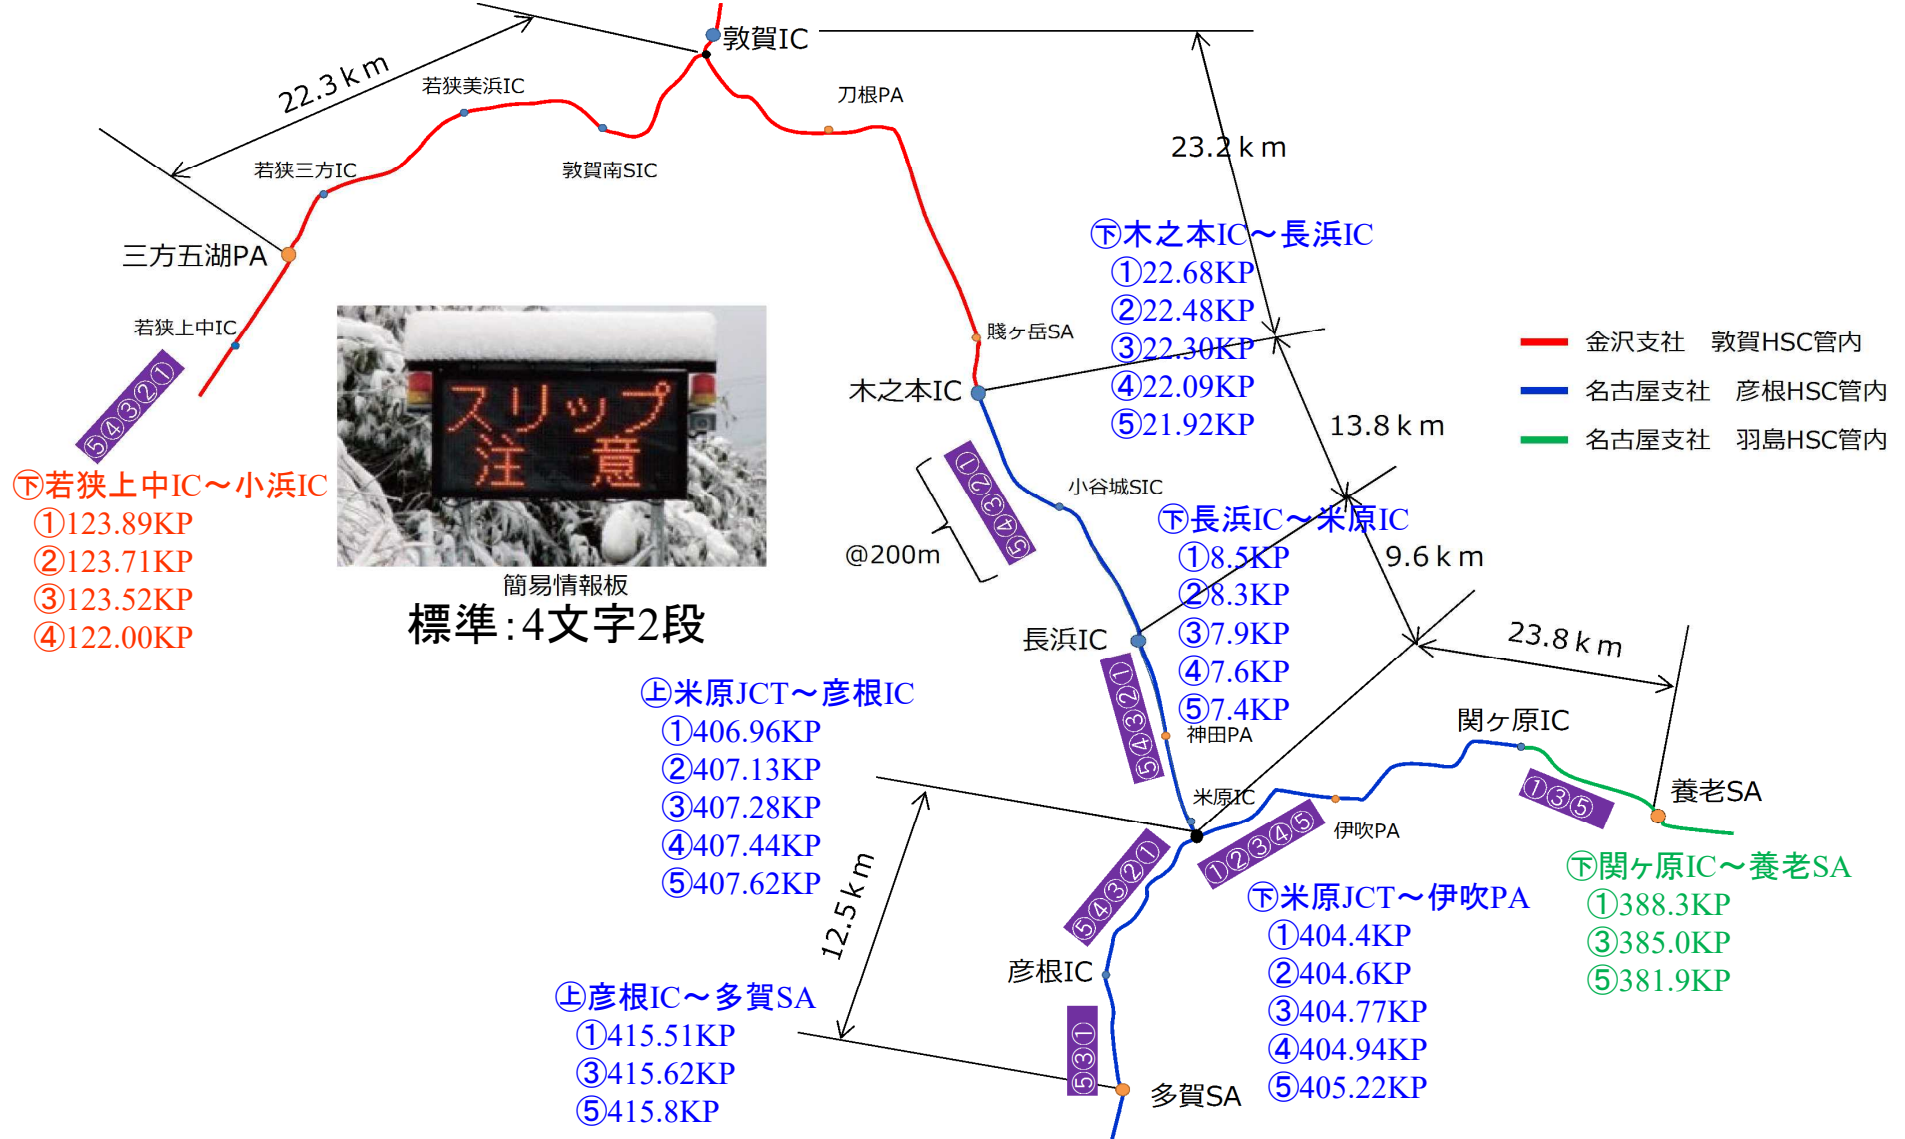 敦賀IC
22.3km
若狭美浜IC
刀根PA
若狭三方IC
敦賀南SIC
23.2km
三方五湖PA
若狭上中IC
⑤④③②①
㊦若狭上中IC～小浜IC
①123.89KP
②123.71KP
③123.52KP
④122.00KP
スリップ
注 意
簡易情報板
標準:4文字2段
㊦木之本IC～長浜IC
①22.68KP
②22.48KP
③22.30KP
④22.09KP
⑤21.92KP
賤ヶ岳SA
木之本IC
金沢支社 敦賀HSC管内
名古屋支社 彦根HSC管内
名古屋支社 羽島HSC管内
13.8km
⑤④③②①
@200m
小谷城SIC
㊦長浜IC～米原IC
①8.5KP
②8.3KP
③7.9KP
④7.6KP
⑤7.4KP
9.6km
23.8km
長浜IC
⑤④③②①
神田PA
㊤米原JCT～彦根IC
①406.96KP
②407.13KP
③407.28KP
④407.44KP
⑤407.62KP
関ヶ原IC
①③⑤
養老SA
米原IC
伊吹PA
①②③④⑤
⑤④③②①
㊦関ヶ原IC～養老SA
①388.3KP
③385.0KP
⑤381.9KP
12.5km
㊦米原JCT～伊吹PA
①404.4KP
②404.6KP
③404.77KP
④404.94KP
⑤405.22KP
彦根IC
㊤彦根IC～多賀SA
①415.51KP
③415.62KP
⑤415.8KP
⑤③①
多賀SA